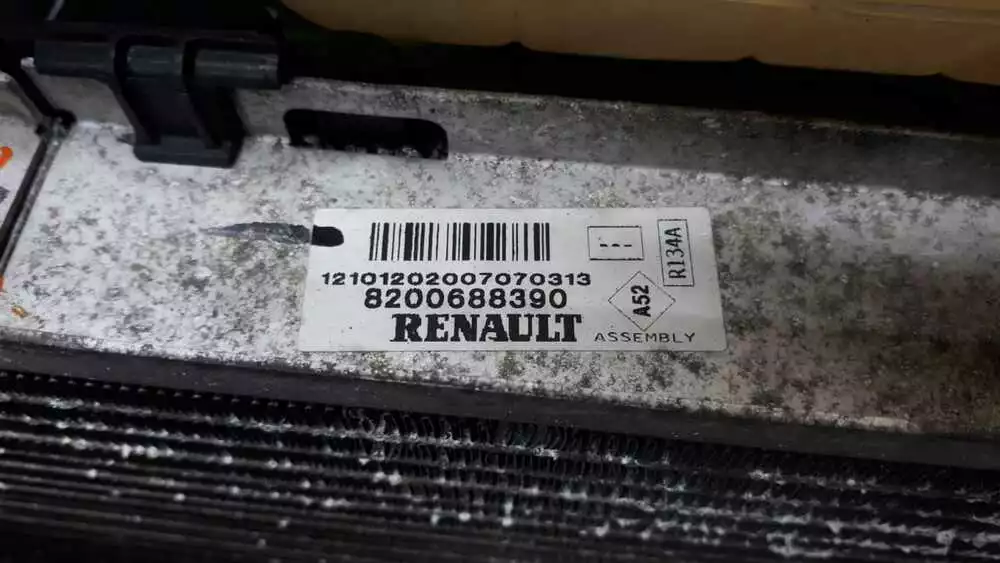 12101202007070313
8200688390
RENAULT
---
R134A
A52
ASSEMBLY